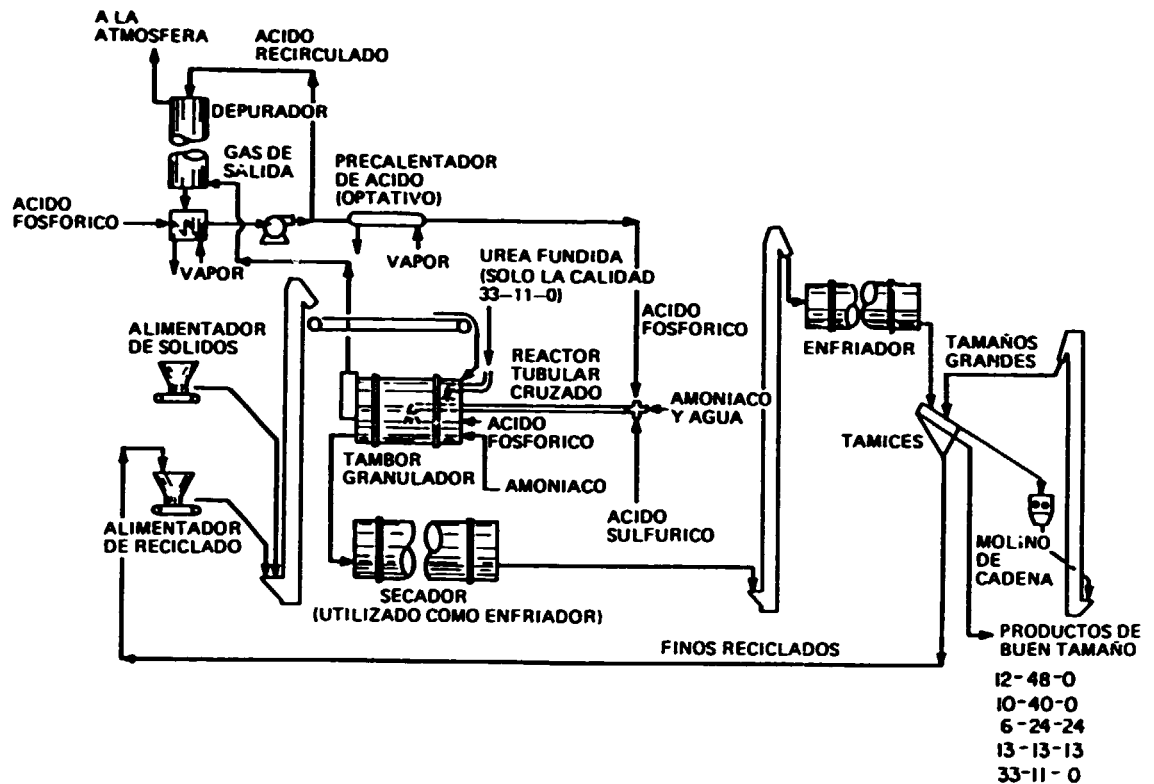 A LA
ATMOSFERA
ACIDO
RECIRCULADO
DEPURADOR
GAS DE
SALIDA
PRECALENTADOR
DE ACIDO
(OPTATIVO)
ACIDO
FOSFORICO
VAPOR
VAPOR
UREA FUNDIDA
(SOLO LA CALIDAD
33-11-0)
ACIDO
FOSFORICO
ENFRIADOR
TAMAÑOS
GRANDES
ALIMENTADOR
DE SOLIDOS
REACTOR
TUBULAR
CRUZADO
AMONIACO
Y AGUA
ACIDO
FOSFORICO
TAMICES
TAMBOR
GRANULADOR
AMONIACO
ALIMENTADOR
DE RECICLADO
ACIDO
SULFURICO
MOLINO
DE
CADENA
SECADOR
(UTILIZADO COMO ENFRIADOR)
FINOS RECICLADOS
PRODUCTOS DE
BUEN TAMAÑO
12-48-0
10-40-0
6-24-24
13-13-13
33-11-0